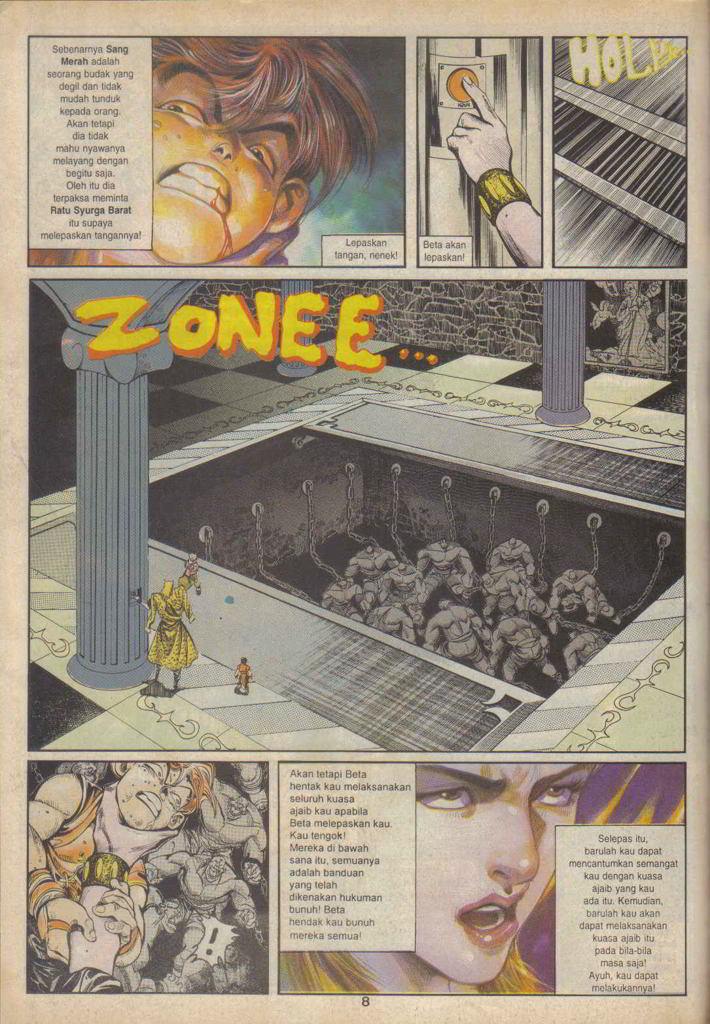 Sebenarnya Sang
Merah adalah
seorang budak yang
degil dan tidak
mudah tunduk
kepada orang.
Akan tetapi
dia tidak
mahu nyawanya
melayang dengan
begitu saja.
Oleh itu dia
terpaksa meminta
Ratu Syurga Barat
itu supaya
melepaskan tangannya!
Lepaskan
tangan, nenek!
Beta akan
lepaskan!
ZONEE...
!...
Akan tetapi Beta
hentak kau melaksanakan
seluruh kuasa
ajaib kau apabila
Beta melepaskan kau.
Kau tengok!
Mereka di bawah
sana itu, semuanya
adalah banduan
yang telah
dikenakan hukuman
bunuh! Beta
hendak kau bunuh
mereka semua!
Selepas itu,
barulah kau dapat
mencantumkan semangat
kau dengan kuasa
ajaib yang kau
ada itu. Kemudian,
barulah kau akan
dapat melaksanakan
kuasa ajaib itu
pada bila-bila
masa saja!
Ayuh, kau dapat
melakukannya!
8